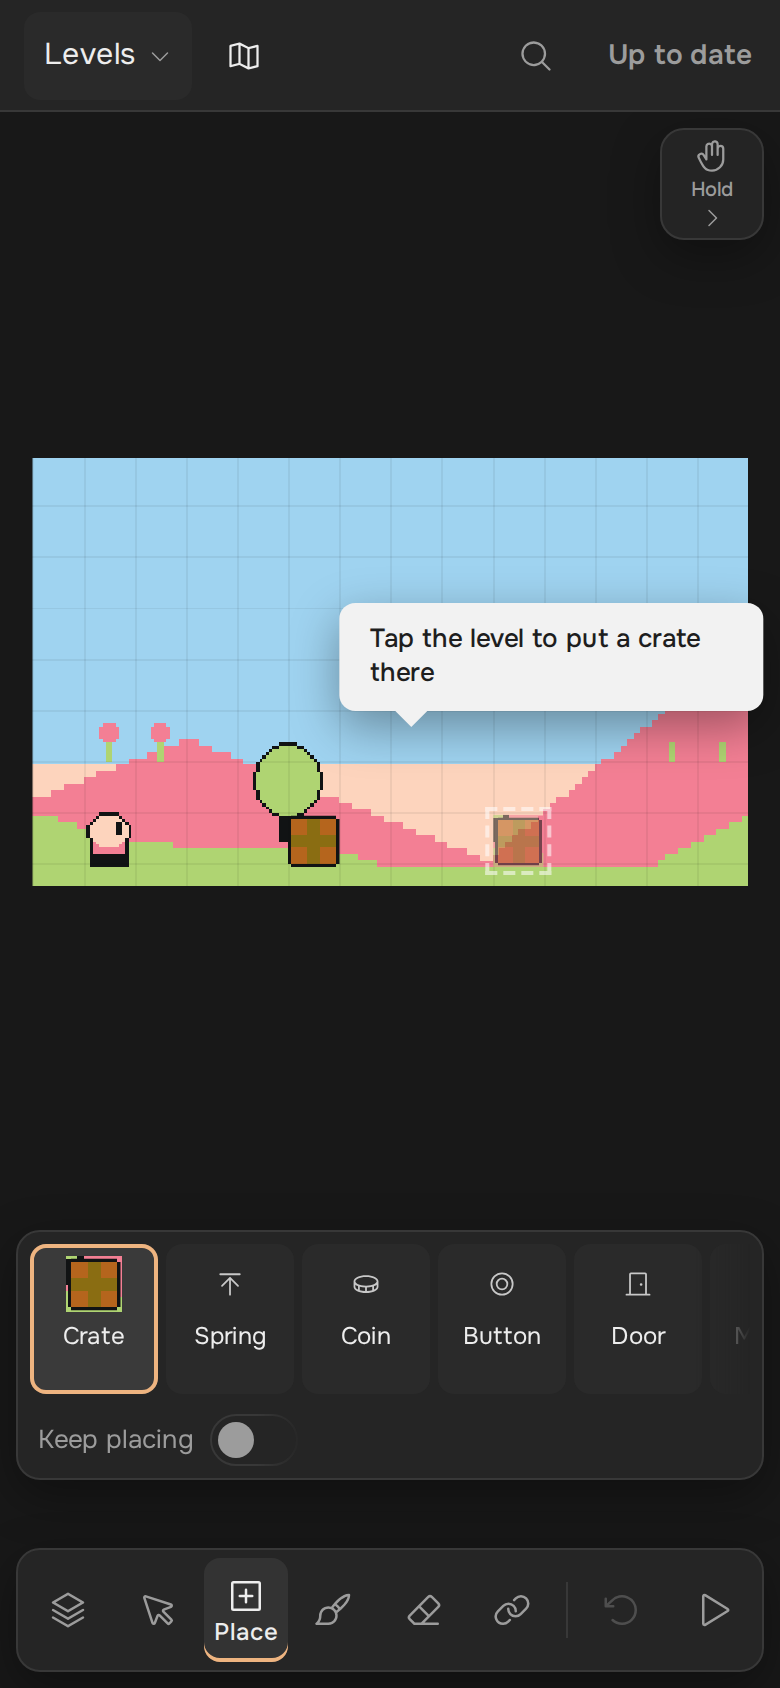 Levels
Up to date
Hold
Tap the level to put a crate
there
Crate
Spring
Coin
Button
Door
Keep placing
Place